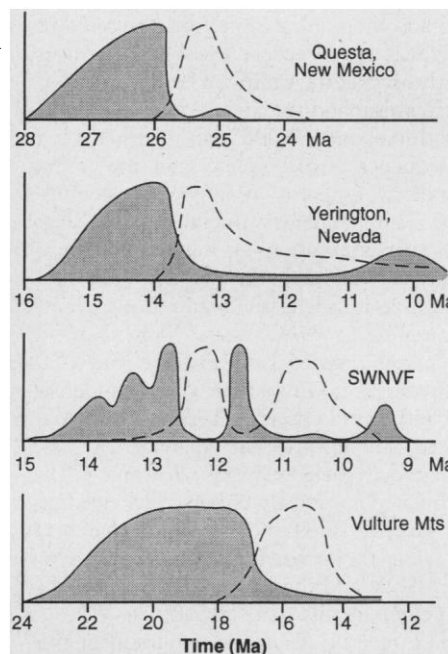 Questa,
New Mexico
28 27 26 25 24 Ma
Yerington,
Nevada
16 15 14 13 12 11 10 Ma
SWNVF
15 14 13 12 11 10 9 Ma
Vulture Mts
24 22 20 18 16 14 12
Time (Ma)